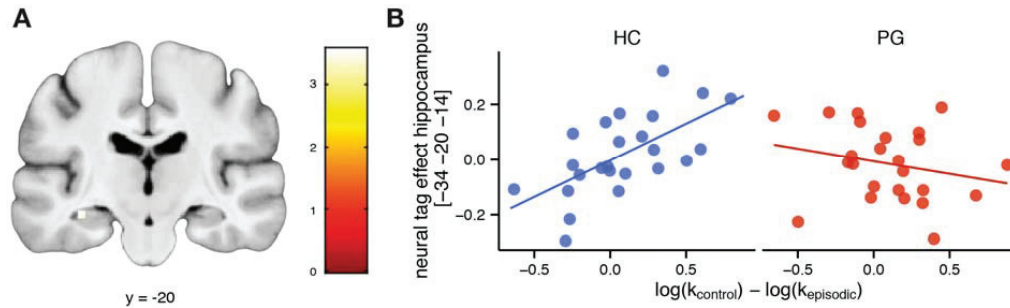 A
3
2
1
0
y = -20
B
neural tag effect hippocampus
[−34 −20 −14]
HC
PG
0.2
0.0
−0.2
−0.5
0.0
0.5
−0.5
0.0
0.5
log(kcontrol) − log(kepisodic)